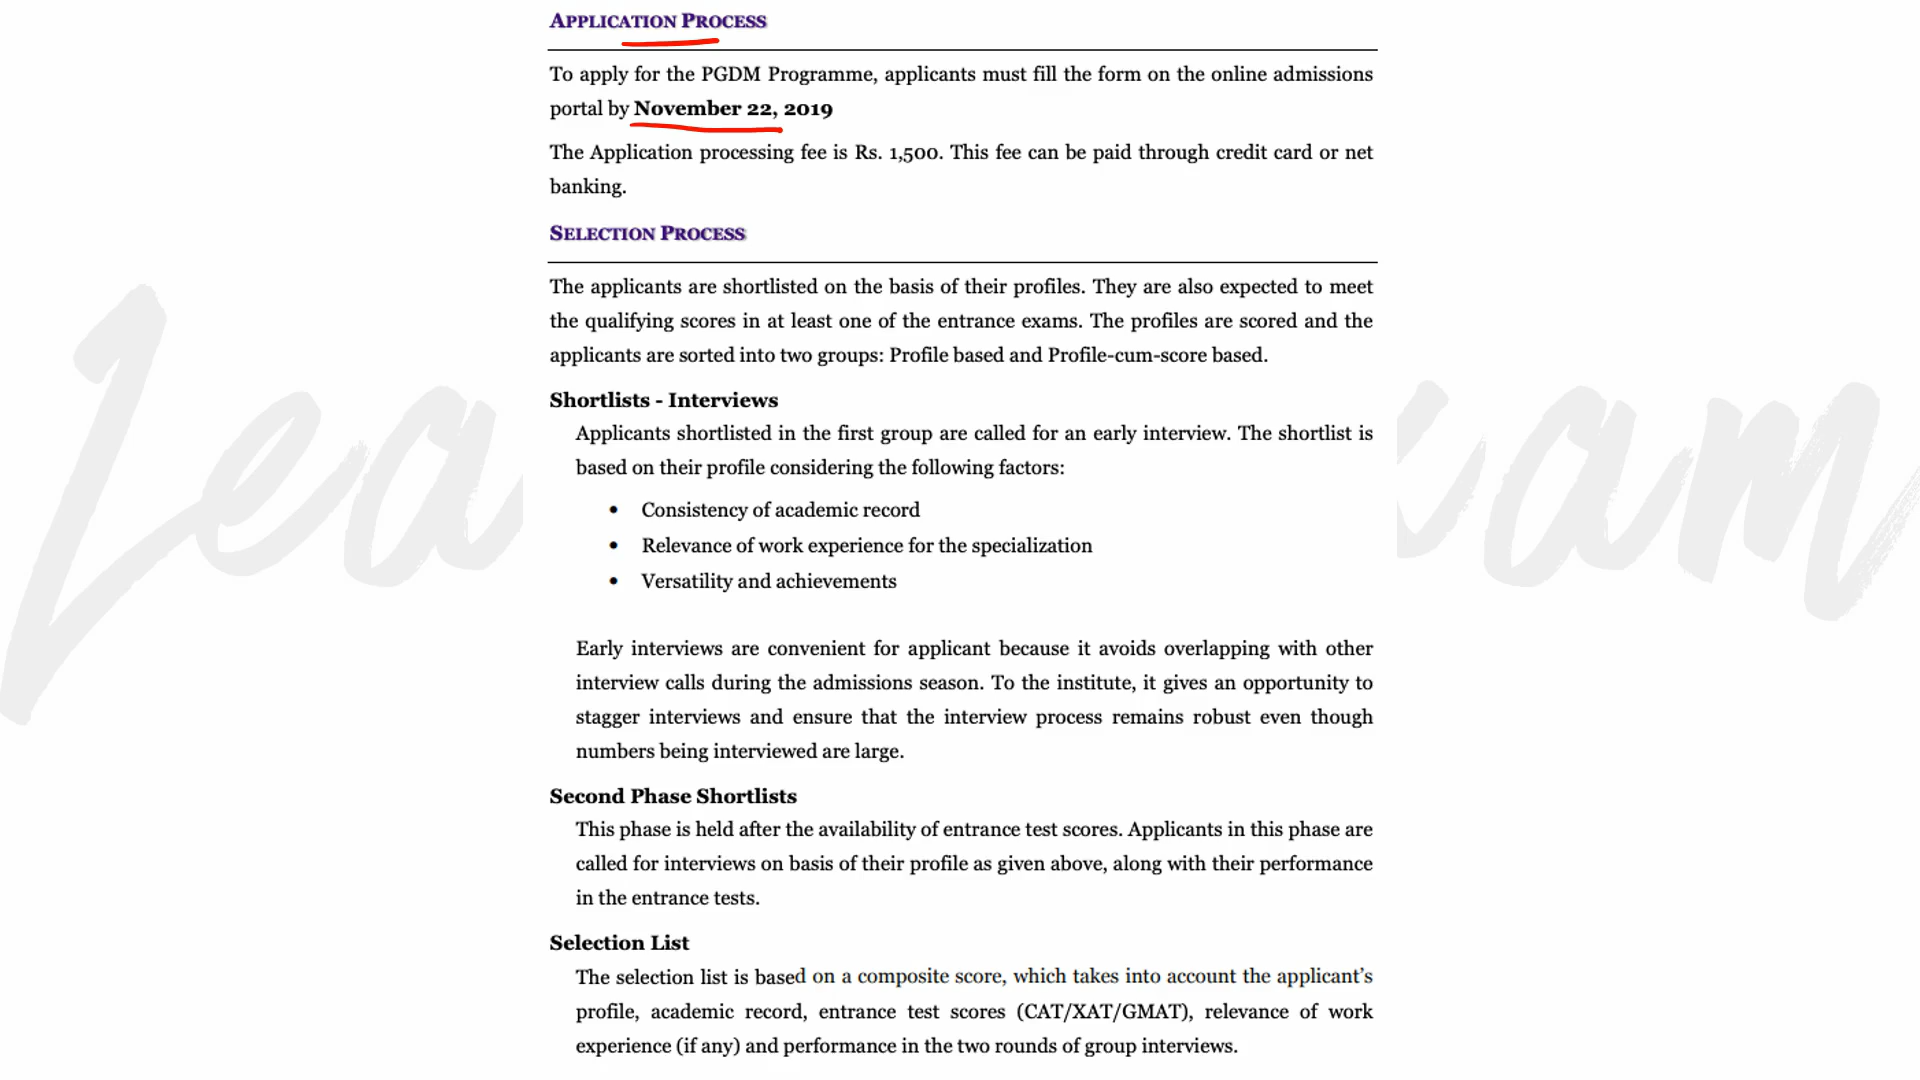 APPLICATION PROCESS
To apply for the PGDM Programme, applicants must fill the form on the online admissions
portal by November 22, 2019
The Application processing fee is Rs. 1,500. This fee can be paid through credit card or net
banking.
SELECTION PROCESS
The applicants are shortlisted on the basis of their profiles. They are also expected to meet
the qualifying scores in at least one of the entrance exams. The profiles are scored and the
applicants are sorted into two groups: Profile based and Profile-cum-score based.
Shortlists - Interviews
Applicants shortlisted in the first group are called for an early interview. The shortlist is
based on their profile considering the following factors:
• Consistency of academic record
• Relevance of work experience for the specialization
• Versatility and achievements
Early interviews are convenient for applicant because it avoids overlapping with other
interview calls during the admissions season. To the institute, it gives an opportunity to
stagger interviews and ensure that the interview process remains robust even though
numbers being interviewed are large.
Second Phase Shortlists
This phase is held after the availability of entrance test scores. Applicants in this phase are
called for interviews on basis of their profile as given above, along with their performance
in the entrance tests.
Selection List
The selection list is based on a composite score, which takes into account the applicant's
profile, academic record, entrance test scores (CAT/XAT/GMAT), relevance of work
experience (if any) and performance in the two rounds of group interviews.